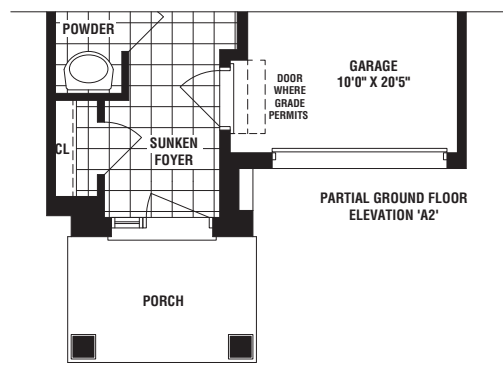 POWDER
GARAGE
10'0" X 20'5"
DOOR
WHERE
GRADE
PERMITS
CL
SUNKEN
FOYER
PARTIAL GROUND FLOOR
ELEVATION 'A2'
PORCH